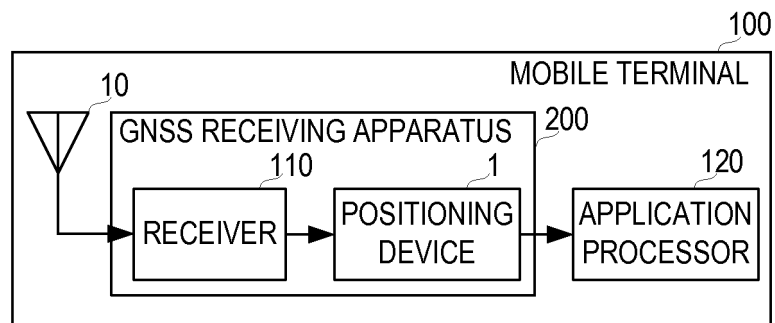 100
MOBILE TERMINAL
10
GNSS RECEIVING APPARATUS
200
110
1
120
RECEIVER
POSITIONING
DEVICE
APPLICATION
PROCESSOR